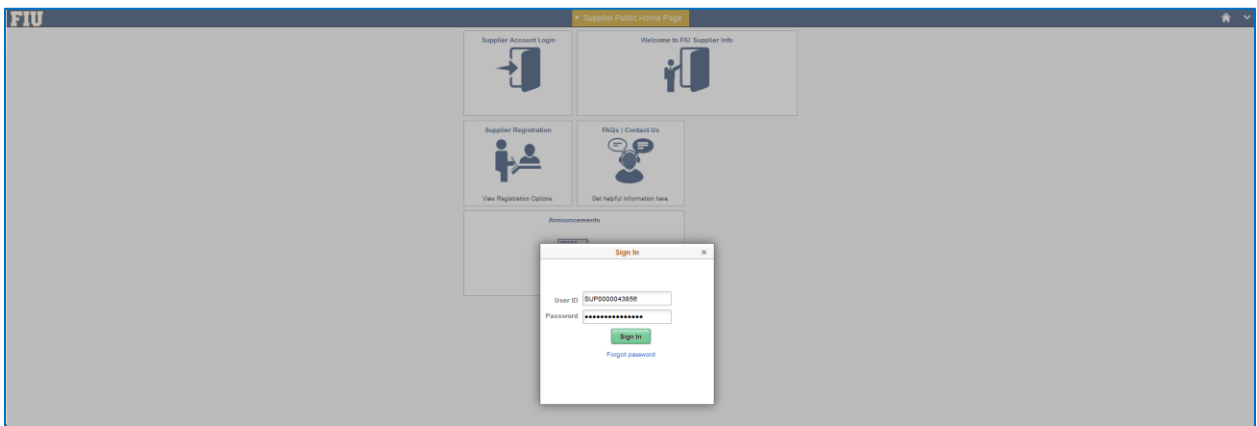 FIU
Supplier Public Home Page
Supplier Account Login
Welcome to FIU Supplier Info
Supplier Registration
View Registration Options.
FAQs | Contact Us
Get helpful information here.
Announcements
Sign In
×
User ID SUP0000043856
Password •••••••••••••••
Sign In
Forgot password